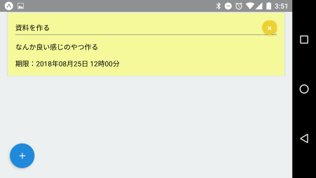 3:51
資料を作る
×
なんか良い感じのやつ作る
期限：2018年08月25日 12時00分
+